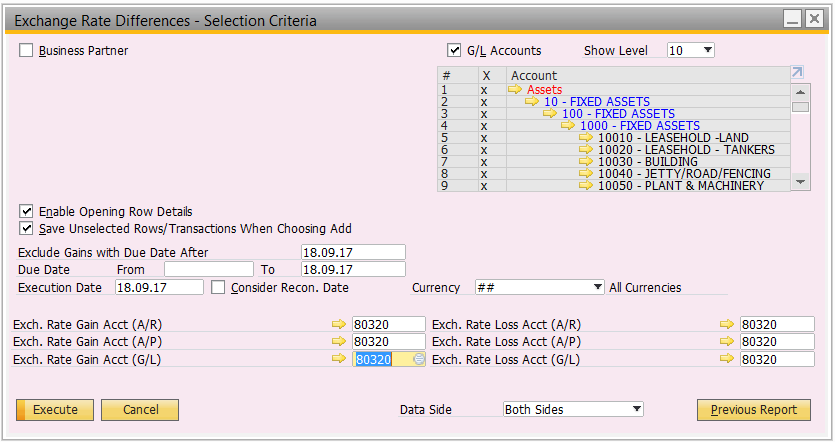 Exchange Rate Differences - Selection Criteria
Business Partner
G/L Accounts Show Level 10
# X Account
1 x Assets
2 x 10 - FIXED ASSETS
3 x 100 - FIXED ASSETS
4 x 1000 - FIXED ASSETS
5 x 10010 - LEASEHOLD -LAND
6 x 10020 - LEASEHOLD - TANKERS
7 x 10030 - BUILDING
8 x 10040 - JETTY/ROAD/FENCING
9 x 10050 - PLANT & MACHINERY
Enable Opening Row Details
Save Unselected Rows/Transactions When Choosing Add
Exclude Gains with Due Date After 18.09.17
Due Date From To 18.09.17
Execution Date 18.09.17 Consider Recon. Date Currency ## All Currencies
Exch. Rate Gain Acct (A/R) 80320 Exch. Rate Loss Acct (A/R) 80320
Exch. Rate Gain Acct (A/P) 80320 Exch. Rate Loss Acct (A/P) 80320
Exch. Rate Gain Acct (G/L) 80320 Exch. Rate Loss Acct (G/L) 80320
Execute Cancel Data Side Both Sides Previous Report